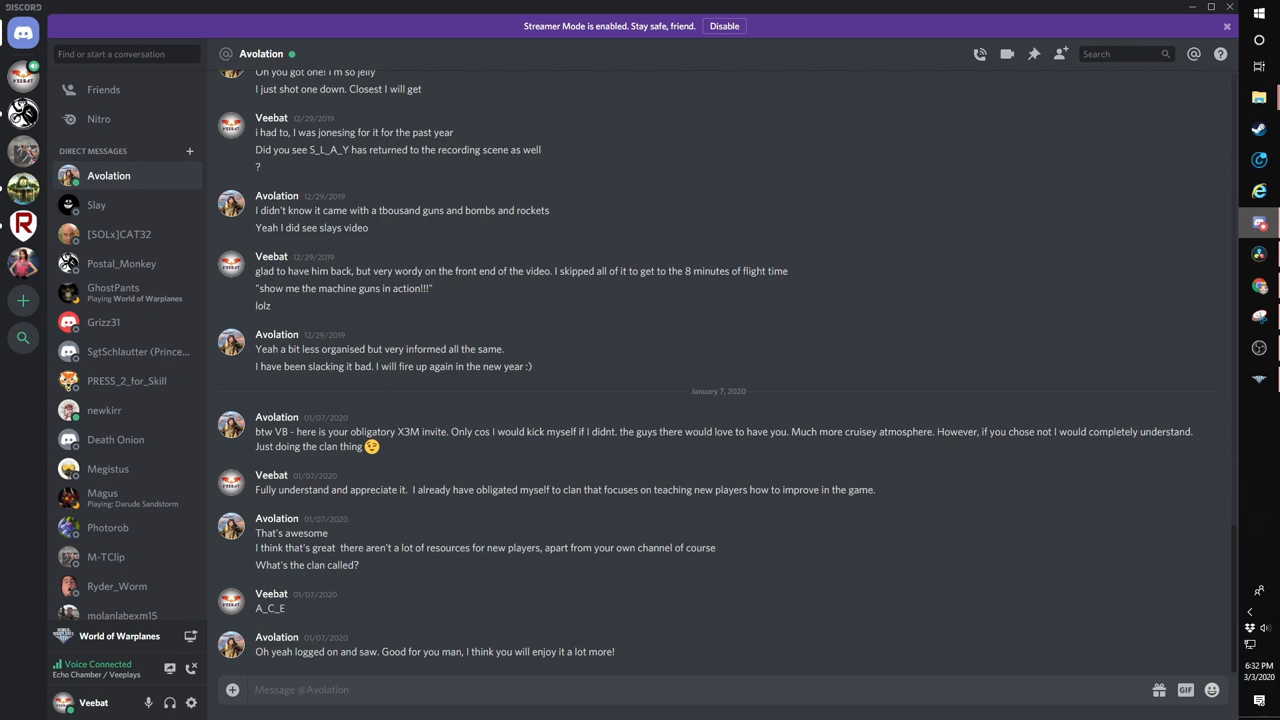 DISCORD
Streamer Mode is enabled. Stay safe, friend.
Disable
Find or start a conversation
Friends
Nitro
DIRECT MESSAGES
Avolation
Slay
[SOLx]CAT32
Postal_Monkey
GhostPants
Playing World of Warplanes
Grizz31
SgtSchlautter (Prince...
PRESS_2_for_Skill
newkirr
Death Onion
Megistus
Magus
Playing: Darude Sandstorm
Photorob
M-TClip
Ryder_Worm
molanlabexm15
World of Warplanes
Voice Connected
Echo Chamber / Veeplays
Veebat
@ Avolation
Search
Oh you got one! I'm so jelly
I just shot one down. Closest I will get
Veebat 12/29/2019
i had to, I was jonesing for it for the past year
Did you see S_L_A_Y has returned to the recording scene as well
?
Avolation 12/29/2019
I didn't know it came with a tbousand guns and bombs and rockets
Yeah I did see slays video
Veebat 12/29/2019
glad to have him back, but very wordy on the front end of the video. I skipped all of it to get to the 8 minutes of flight time
"show me the machine guns in action!!!"
lolz
Avolation 12/29/2019
Yeah a bit less organised but very informed all the same.
I have been slacking it bad. I will fire up again in the new year :)
January 7, 2020
Avolation 01/07/2020
btw VB - here is your obligatory X3M invite. Only cos I would kick myself if I didnt. the guys there would love to have you. Much more cruisey atmosphere. However, if you chose not I would completely understand.
Just doing the clan thing 😉
Veebat 01/07/2020
Fully understand and appreciate it. I already have obligated myself to clan that focuses on teaching new players how to improve in the game.
Avolation 01/07/2020
That's awesome
I think that's great there aren't a lot of resources for new players, apart from your own channel of course
What's the clan called?
Veebat 01/07/2020
A_C_E
Avolation 01/07/2020
Oh yeah logged on and saw. Good for you man, I think you will enjoy it a lot more!
Message @Avolation
GIF
6:32 PM
3/3/2020